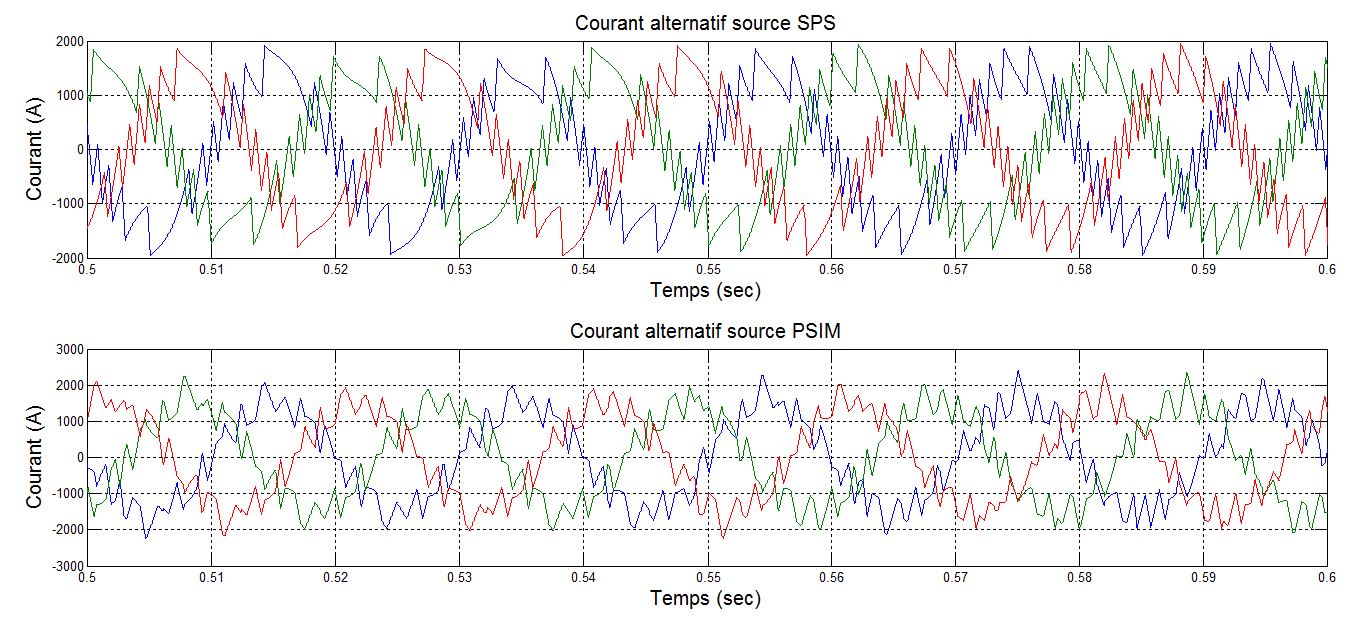 Courant alternatif source SPS
2000
1000
0
-1000
-2000
Courant (A)
0.5 0.51 0.52 0.53 0.54 0.55 0.56 0.57 0.58 0.59 0.6
Temps (sec)
Courant alternatif source PSIM
3000
2000
1000
0
-1000
-2000
-3000
Courant (A)
0.5 0.51 0.52 0.53 0.54 0.55 0.56 0.57 0.58 0.59 0.6
Temps (sec)